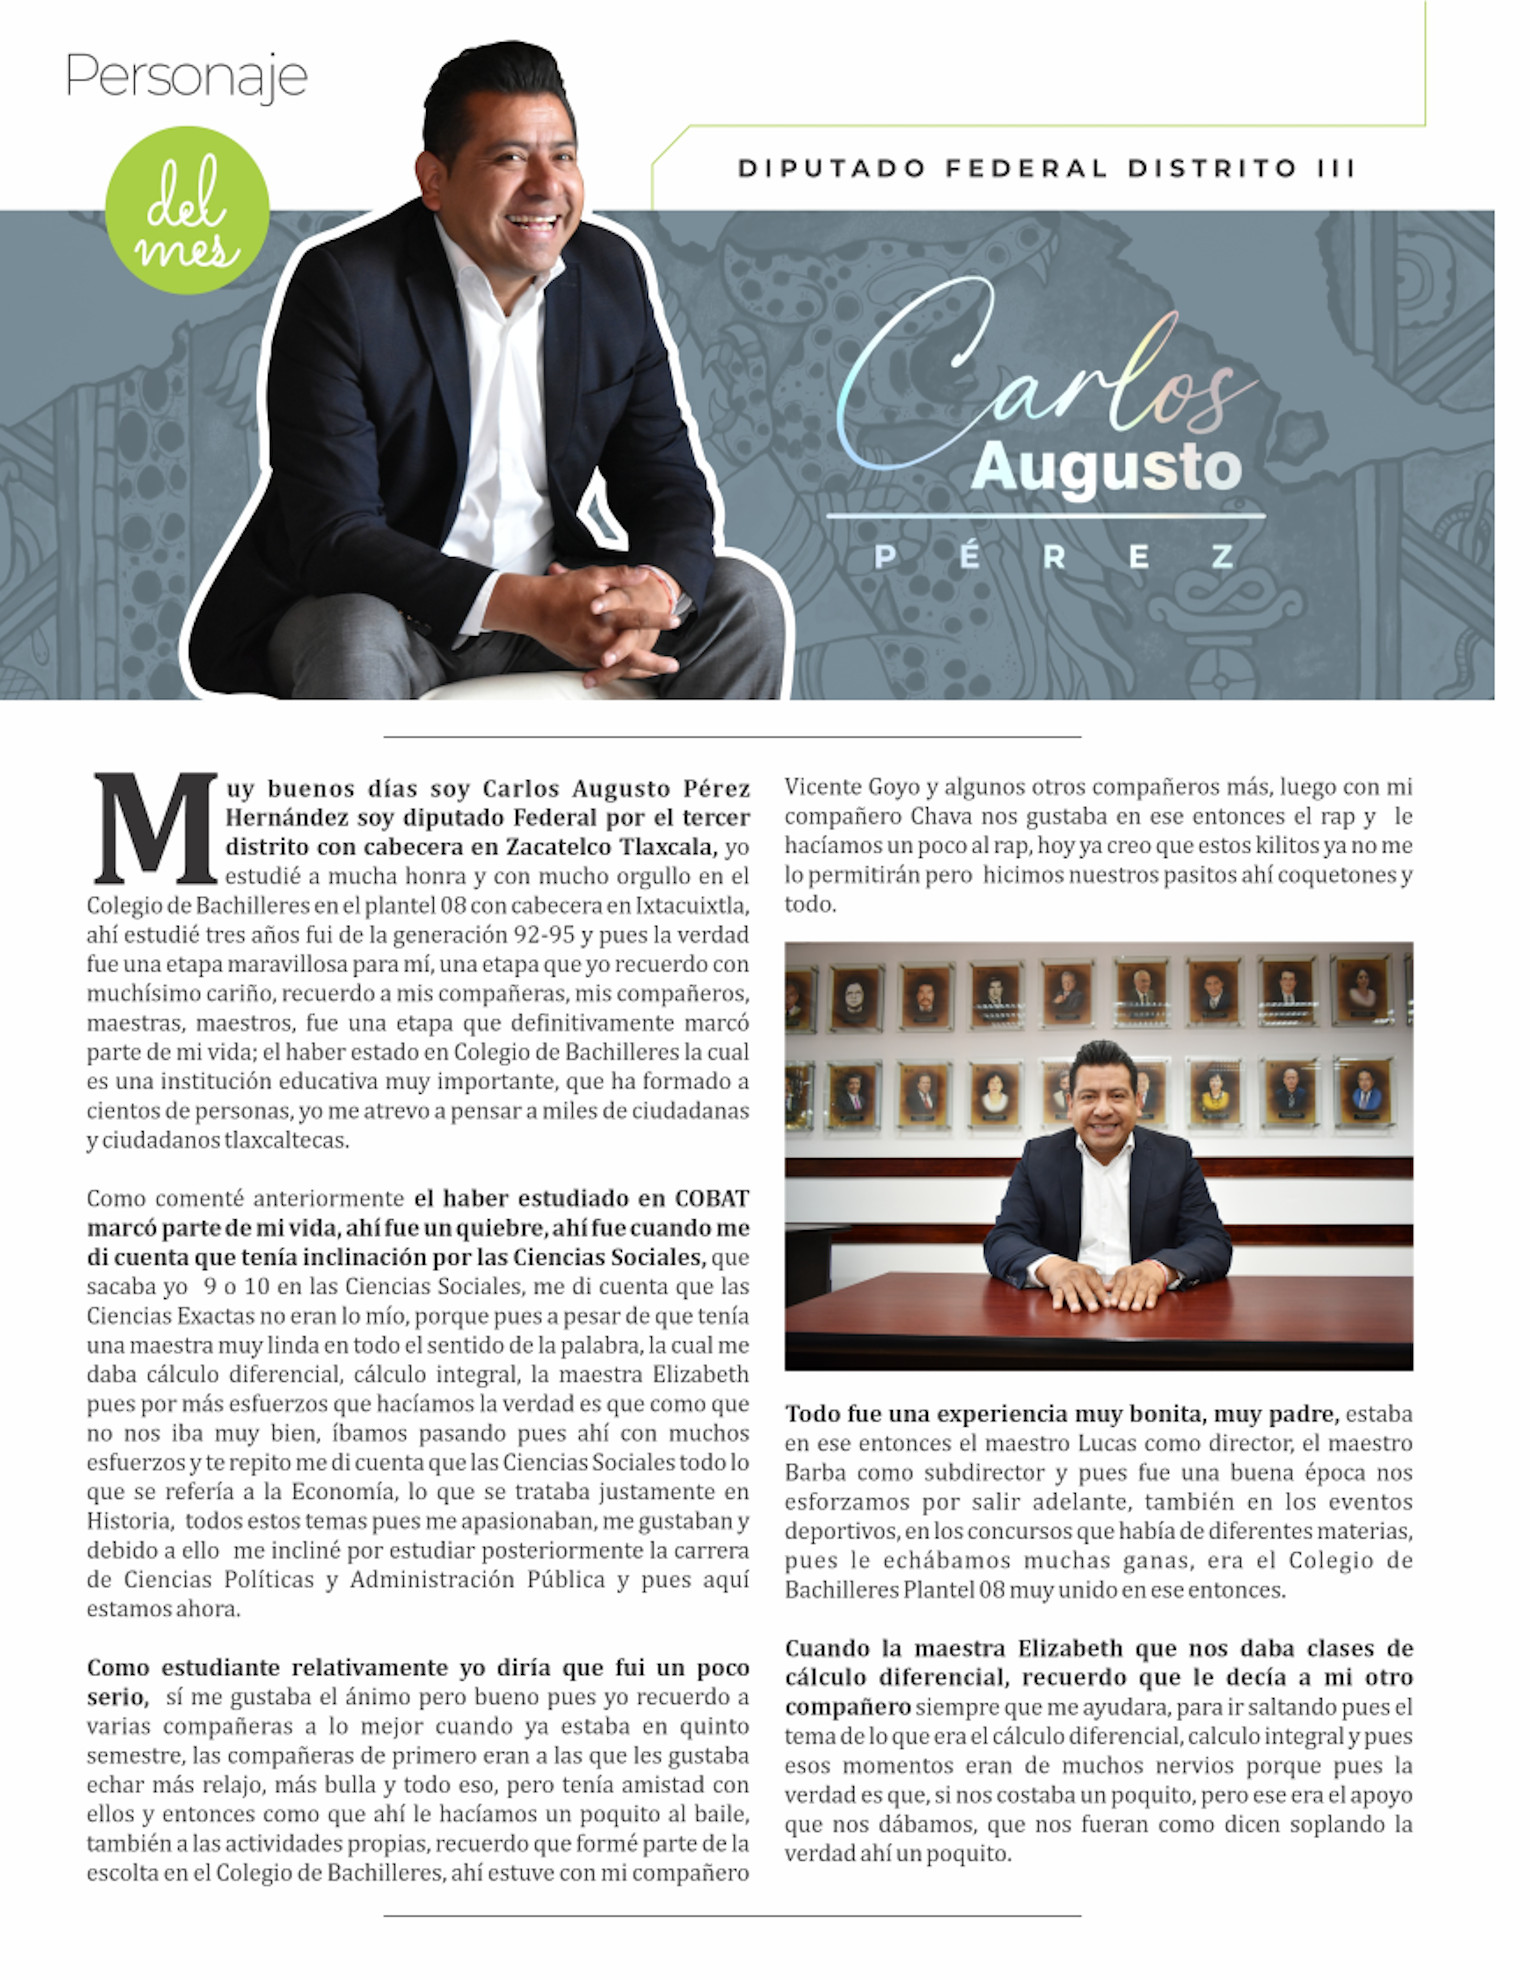 Personaje
del
mes
DIPUTADO FEDERAL DISTRITO III
Carlos
Augusto
PÉREZ
Muy buenos días soy Carlos Augusto Pérez
Hernández soy diputado Federal por el tercer
distrito con cabecera en Zacatelco Tlaxcala, yo
estudié a mucha honra y con mucho orgullo en el
Colegio de Bachilleres en el plantel 08 con cabecera en Ixtacuixtla,
ahí estudié tres años fui de la generación 92-95 y pues la verdad
fue una etapa maravillosa para mí, una etapa que yo recuerdo con
muchísimo cariño, recuerdo a mis compañeras, mis compañeros,
maestras, maestros, fue una etapa que definitivamente marcó
parte de mi vida; el haber estado en Colegio de Bachilleres la cual
es una institución educativa muy importante, que ha formado a
cientos de personas, yo me atrevo a pensar a miles de ciudadanas
y ciudadanos tlaxcaltecas.
Como comenté anteriormente el haber estudiado en COBAT
marcó parte de mi vida, ahí fue un quiebre, ahí fue cuando me
di cuenta que tenía inclinación por las Ciencias Sociales, que
sacaba yo 9 o 10 en las Ciencias Sociales, me di cuenta que las
Ciencias Exactas no eran lo mío, porque pues a pesar de que tenía
una maestra muy linda en todo el sentido de la palabra, la cual me
daba cálculo diferencial, cálculo integral, la maestra Elizabeth
pues por más esfuerzos que hacíamos la verdad es que como que
no nos iba muy bien, íbamos pasando pues ahí con muchos
esfuerzos y te repito me di cuenta que las Ciencias Sociales todo lo
que se refería a la Economía, lo que se trataba justamente en
Historia, todos estos temas pues me apasionaban, me gustaban y
debido a ello me incliné por estudiar posteriormente la carrera
de Ciencias Políticas y Administración Pública y pues aquí
estamos ahora.
Como estudiante relativamente yo diría que fui un poco
serio, sí me gustaba el ánimo pero bueno pues yo recuerdo a
varias compañeras a lo mejor cuando ya estaba en quinto
semestre, las compañeras de primero eran a las que les gustaba
echar más relajo, más bulla y todo eso, pero tenía amistad con
ellos y entonces como que ahí le hacíamos un poquito al baile,
también a las actividades propias, recuerdo que formé parte de la
escolta en el Colegio de Bachilleres, ahí estuve con mi compañero
Vicente Goyo y algunos otros compañeros más, luego con mi
compañero Chava nos gustaba en ese entonces el rap y le
hacíamos un poco al rap, hoy ya creo que estos kilitos ya no me
lo permitirán pero hicimos nuestros pasitos ahí coquetones y
todo.
Todo fue una experiencia muy bonita, muy padre, estaba
en ese entonces el maestro Lucas como director, el maestro
Barba como subdirector y pues fue una buena época nos
esforzamos por salir adelante, también en los eventos
deportivos, en los concursos que había de diferentes materias,
pues le echábamos muchas ganas, era el Colegio de
Bachilleres Plantel 08 muy unido en ese entonces.
Cuando la maestra Elizabeth que nos daba clases de
cálculo diferencial, recuerdo que le decía a mi otro
compañero siempre que me ayudara, para ir saltando pues el
tema de lo que era el cálculo diferencial, calculo integral y pues
esos momentos eran de muchos nervios porque pues la
verdad es que, si nos costaba un poquito, pero ese era el apoyo
que nos dábamos, que nos fueran como dicen soplando la
verdad ahí un poquito.